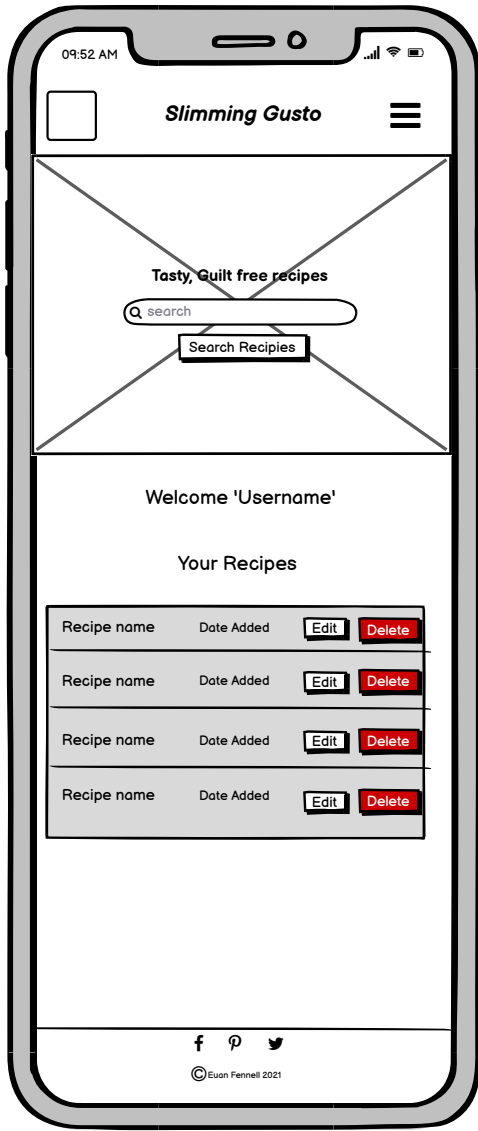 09:52 AM
Slimming Gusto
Tasty, Guilt free recipes
search
Search Recipies
Welcome 'Username'
Your Recipes
Recipe name Date Added Edit Delete
Recipe name Date Added Edit Delete
Recipe name Date Added Edit Delete
Recipe name Date Added Edit Delete
©Euan Fennell 2021